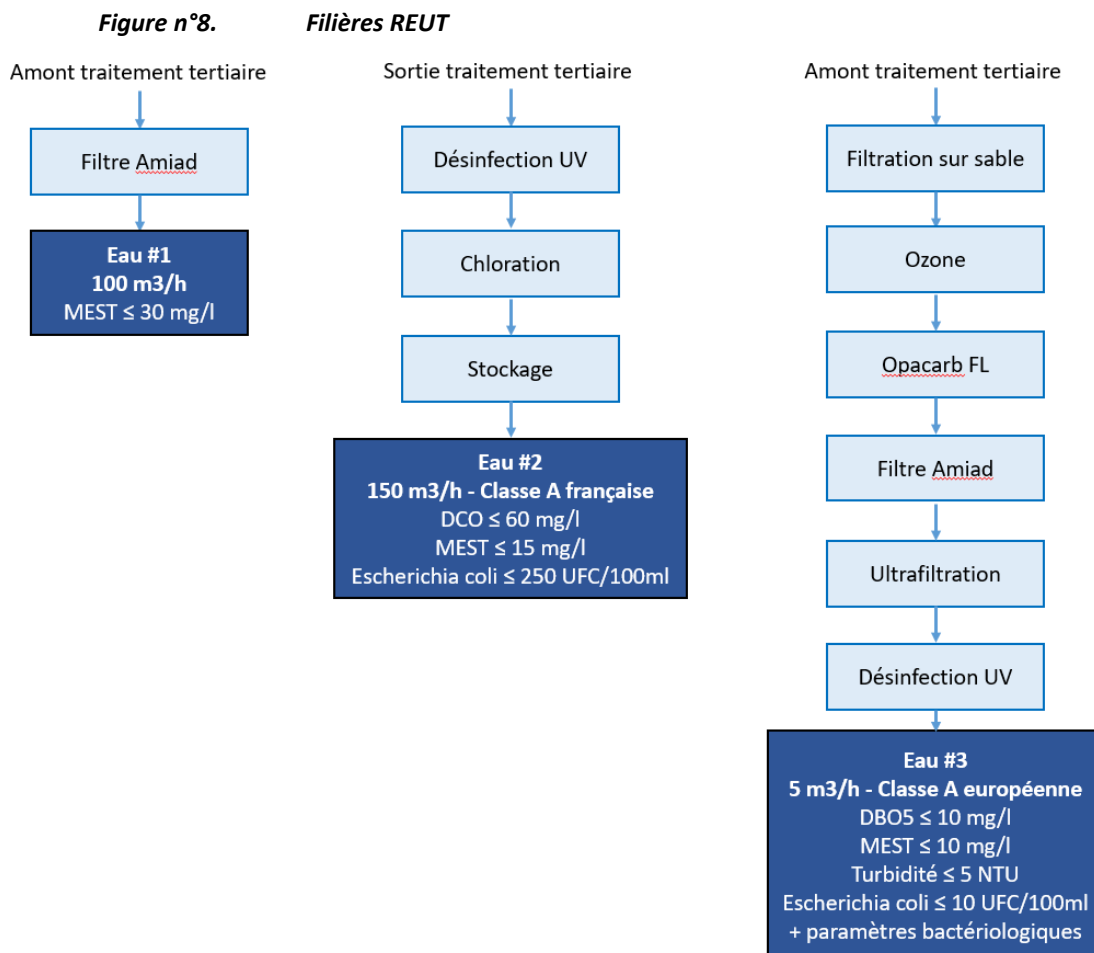 Figure n°8. Filières REUT
Amont traitement tertiaire
Filtre Amiad
Eau #1
100 m3/h
MEST ≤ 30 mg/l
Sortie traitement tertiaire
Désinfection UV
Chloration
Stockage
Eau #2
150 m3/h - Classe A française
DCO ≤ 60 mg/l
MEST ≤ 15 mg/l
Escherichia coli ≤ 250 UFC/100ml
Amont traitement tertiaire
Filtration sur sable
Ozone
Opacarb FL
Filtre Amiad
Ultrafiltration
Désinfection UV
Eau #3
5 m3/h - Classe A européenne
DBO5 ≤ 10 mg/l
MEST ≤ 10 mg/l
Turbidité ≤ 5 NTU
Escherichia coli ≤ 10 UFC/100ml
+ paramètres bactériologiques